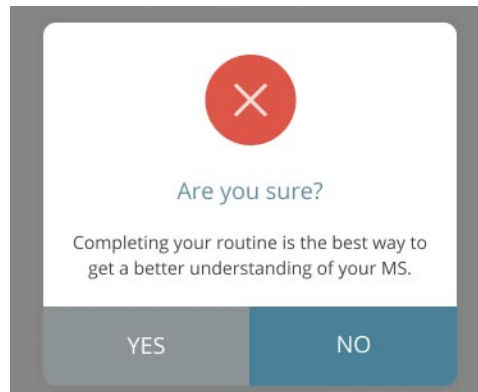 Are you sure?
Completing your routine is the best way to
get a better understanding of your MS.
YES
NO